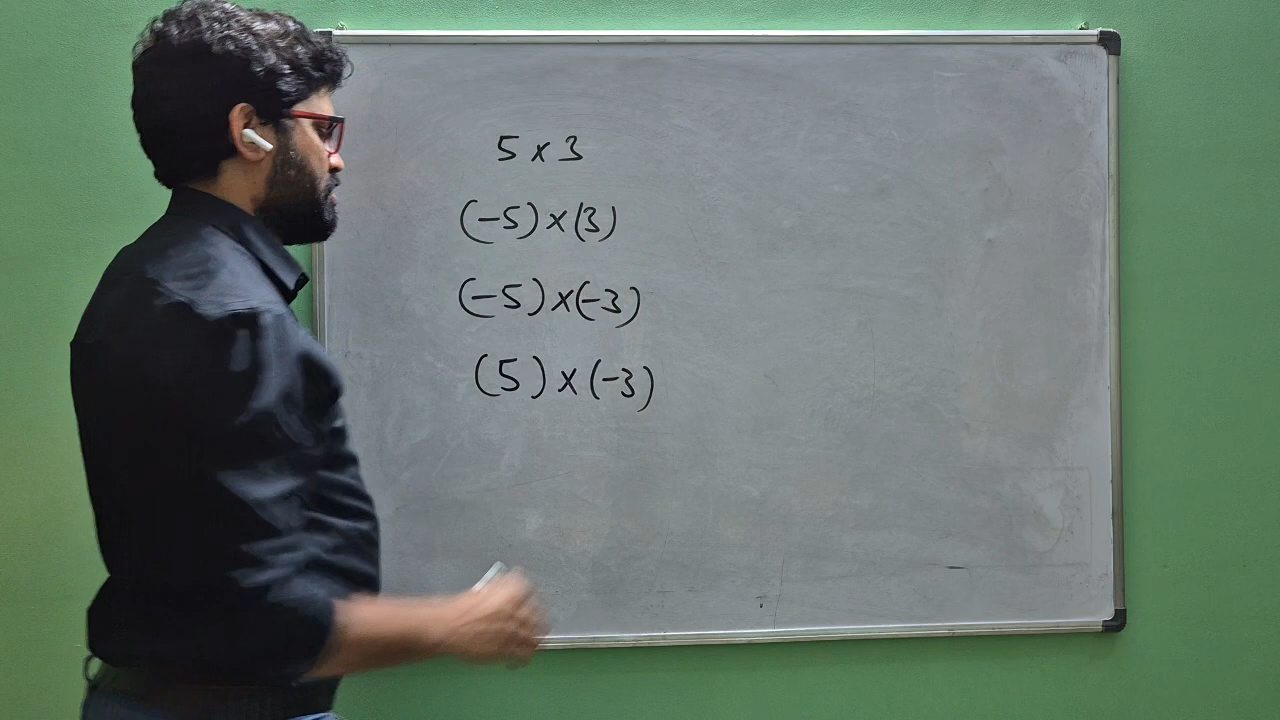 5 x 3
(-5) x (3)
(-5) x (-3)
(5) x (-3)